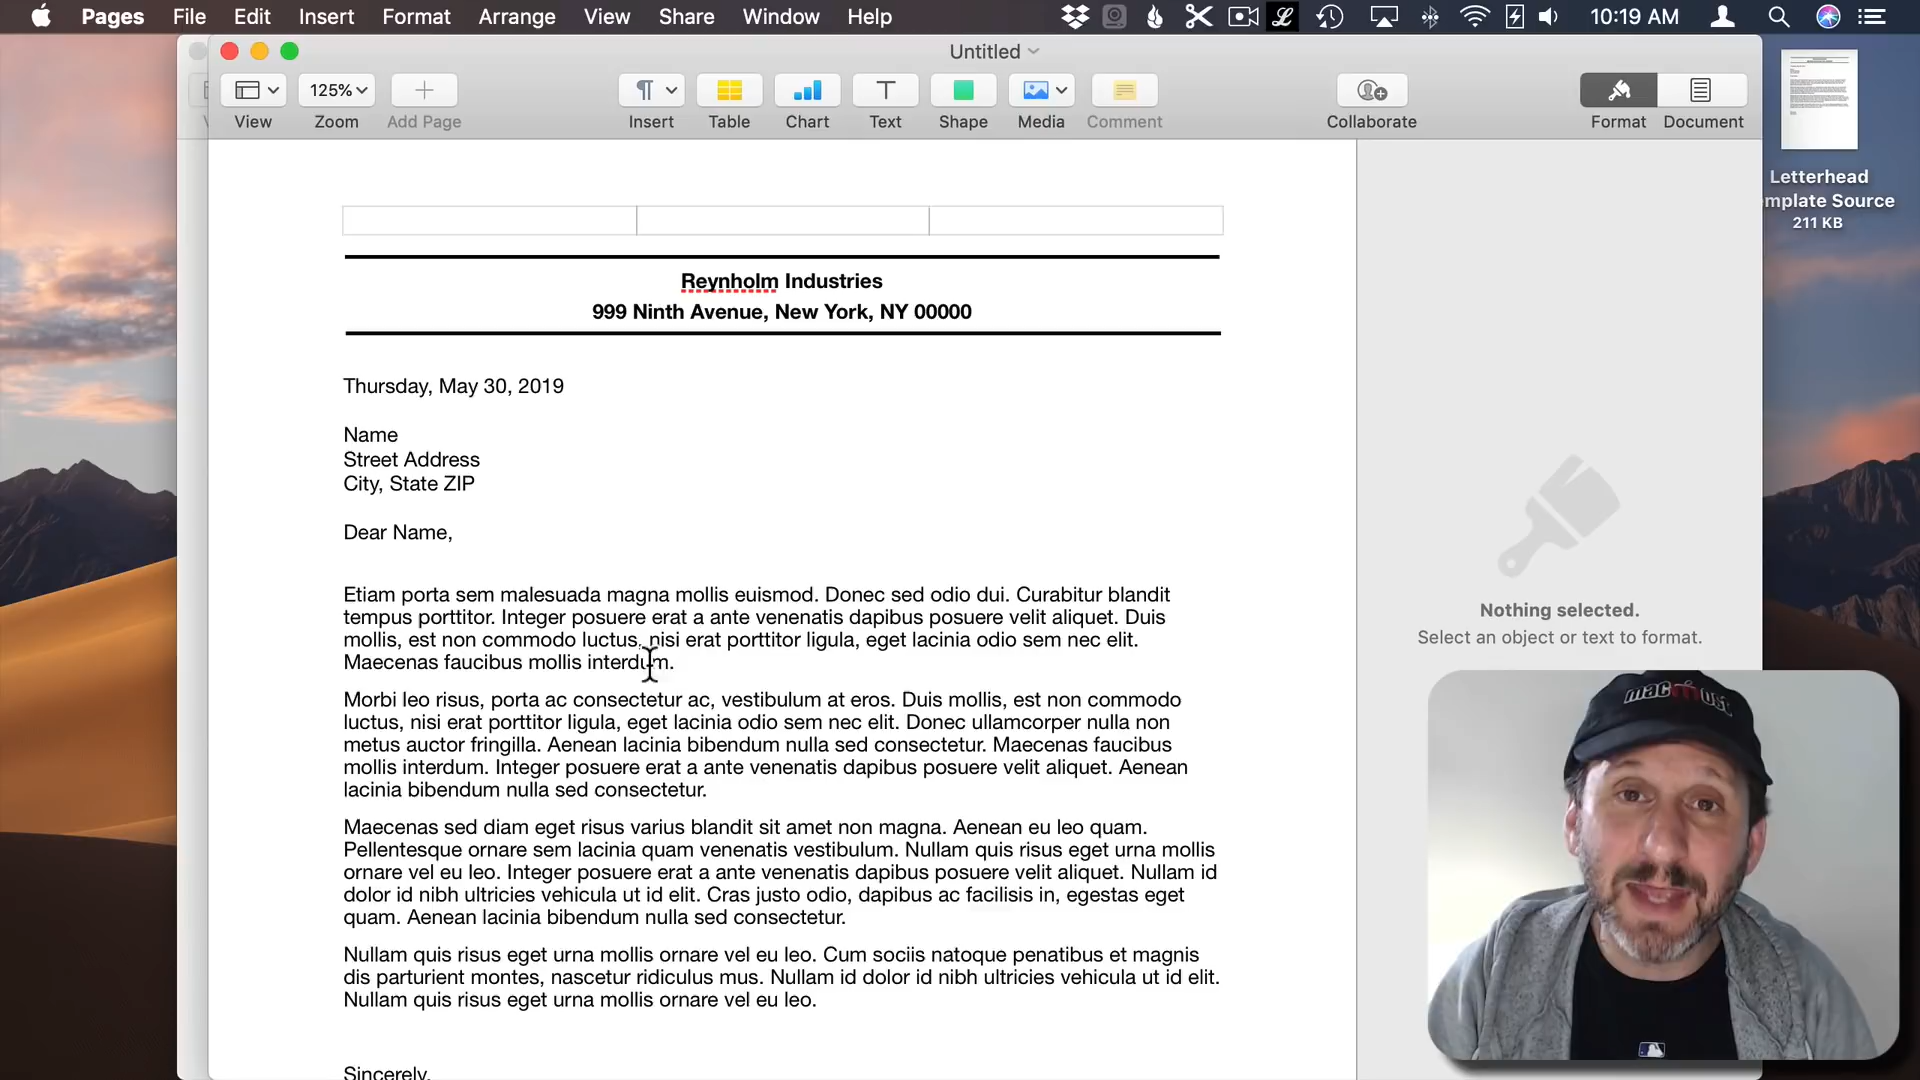 Pages File Edit Insert Format Arrange View Share Window Help 10:19 AM
Untitled
125%
View Zoom Add Page Insert Table Chart Text Shape Media Comment Collaborate Format Document
Letterhead
mplate Source
211 KB
Reynholm Industries
999 Ninth Avenue, New York, NY 00000
Thursday, May 30, 2019
Name
Street Address
City, State ZIP
Dear Name,
Etiam porta sem malesuada magna mollis euismod. Donec sed odio dui. Curabitur blandit
tempus porttitor. Integer posuere erat a ante venenatis dapibus posuere velit aliquet. Duis
mollis, est non commodo luctus, nisi erat porttitor ligula, eget lacinia odio sem nec elit.
Maecenas faucibus mollis interdum.
Morbi leo risus, porta ac consectetur ac, vestibulum at eros. Duis mollis, est non commodo
luctus, nisi erat porttitor ligula, eget lacinia odio sem nec elit. Donec ullamcorper nulla non
metus auctor fringilla. Aenean lacinia bibendum nulla sed consectetur. Maecenas faucibus
mollis interdum. Integer posuere erat a ante venenatis dapibus posuere velit aliquet. Aenean
lacinia bibendum nulla sed consectetur.
Maecenas sed diam eget risus varius blandit sit amet non magna. Aenean eu leo quam.
Pellentesque ornare sem lacinia quam venenatis vestibulum. Nullam quis risus eget urna mollis
ornare vel eu leo. Integer posuere erat a ante venenatis dapibus posuere velit aliquet. Nullam id
dolor id nibh ultricies vehicula ut id elit. Cras justo odio, dapibus ac facilisis in, egestas eget
quam. Aenean lacinia bibendum nulla sed consectetur.
Nullam quis risus eget urna mollis ornare vel eu leo. Cum sociis natoque penatibus et magnis
dis parturient montes, nascetur ridiculus mus. Nullam id dolor id nibh ultricies vehicula ut id elit.
Nullam quis risus eget urna mollis ornare vel eu leo.
Sincerely,
Nothing selected.
Select an object or text to format.